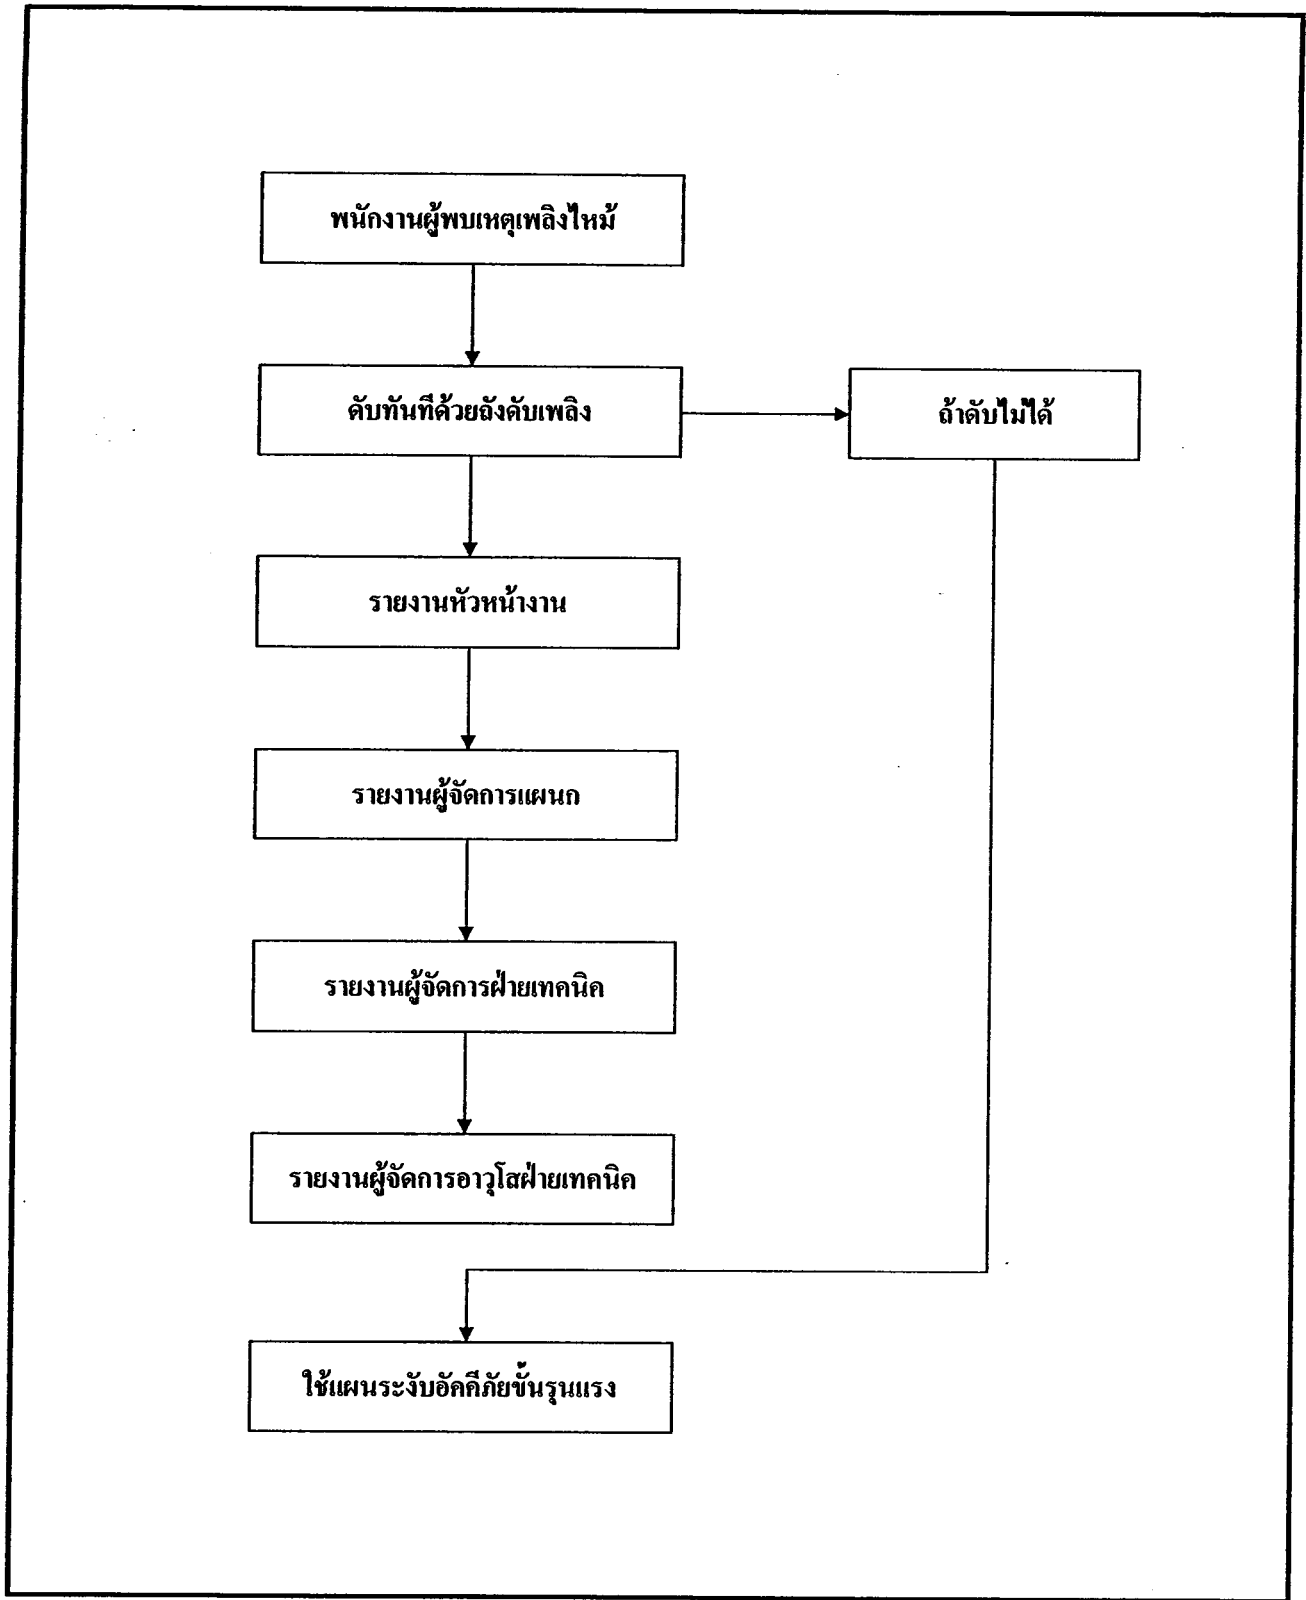 พนักงานผู้พบเหตุเพลิงไหม้
ดับทันทีด้วยถังดับเพลิง
ถ้าดับไม่ได้
รายงานหัวหน้างาน
รายงานผู้จัดการแผนก
รายงานผู้จัดการฝ่ายเทคนิค
รายงานผู้จัดการอาวุโสฝ่ายเทคนิค
ใช้แผนระงับอัคคีภัยขั้นรุนแรง